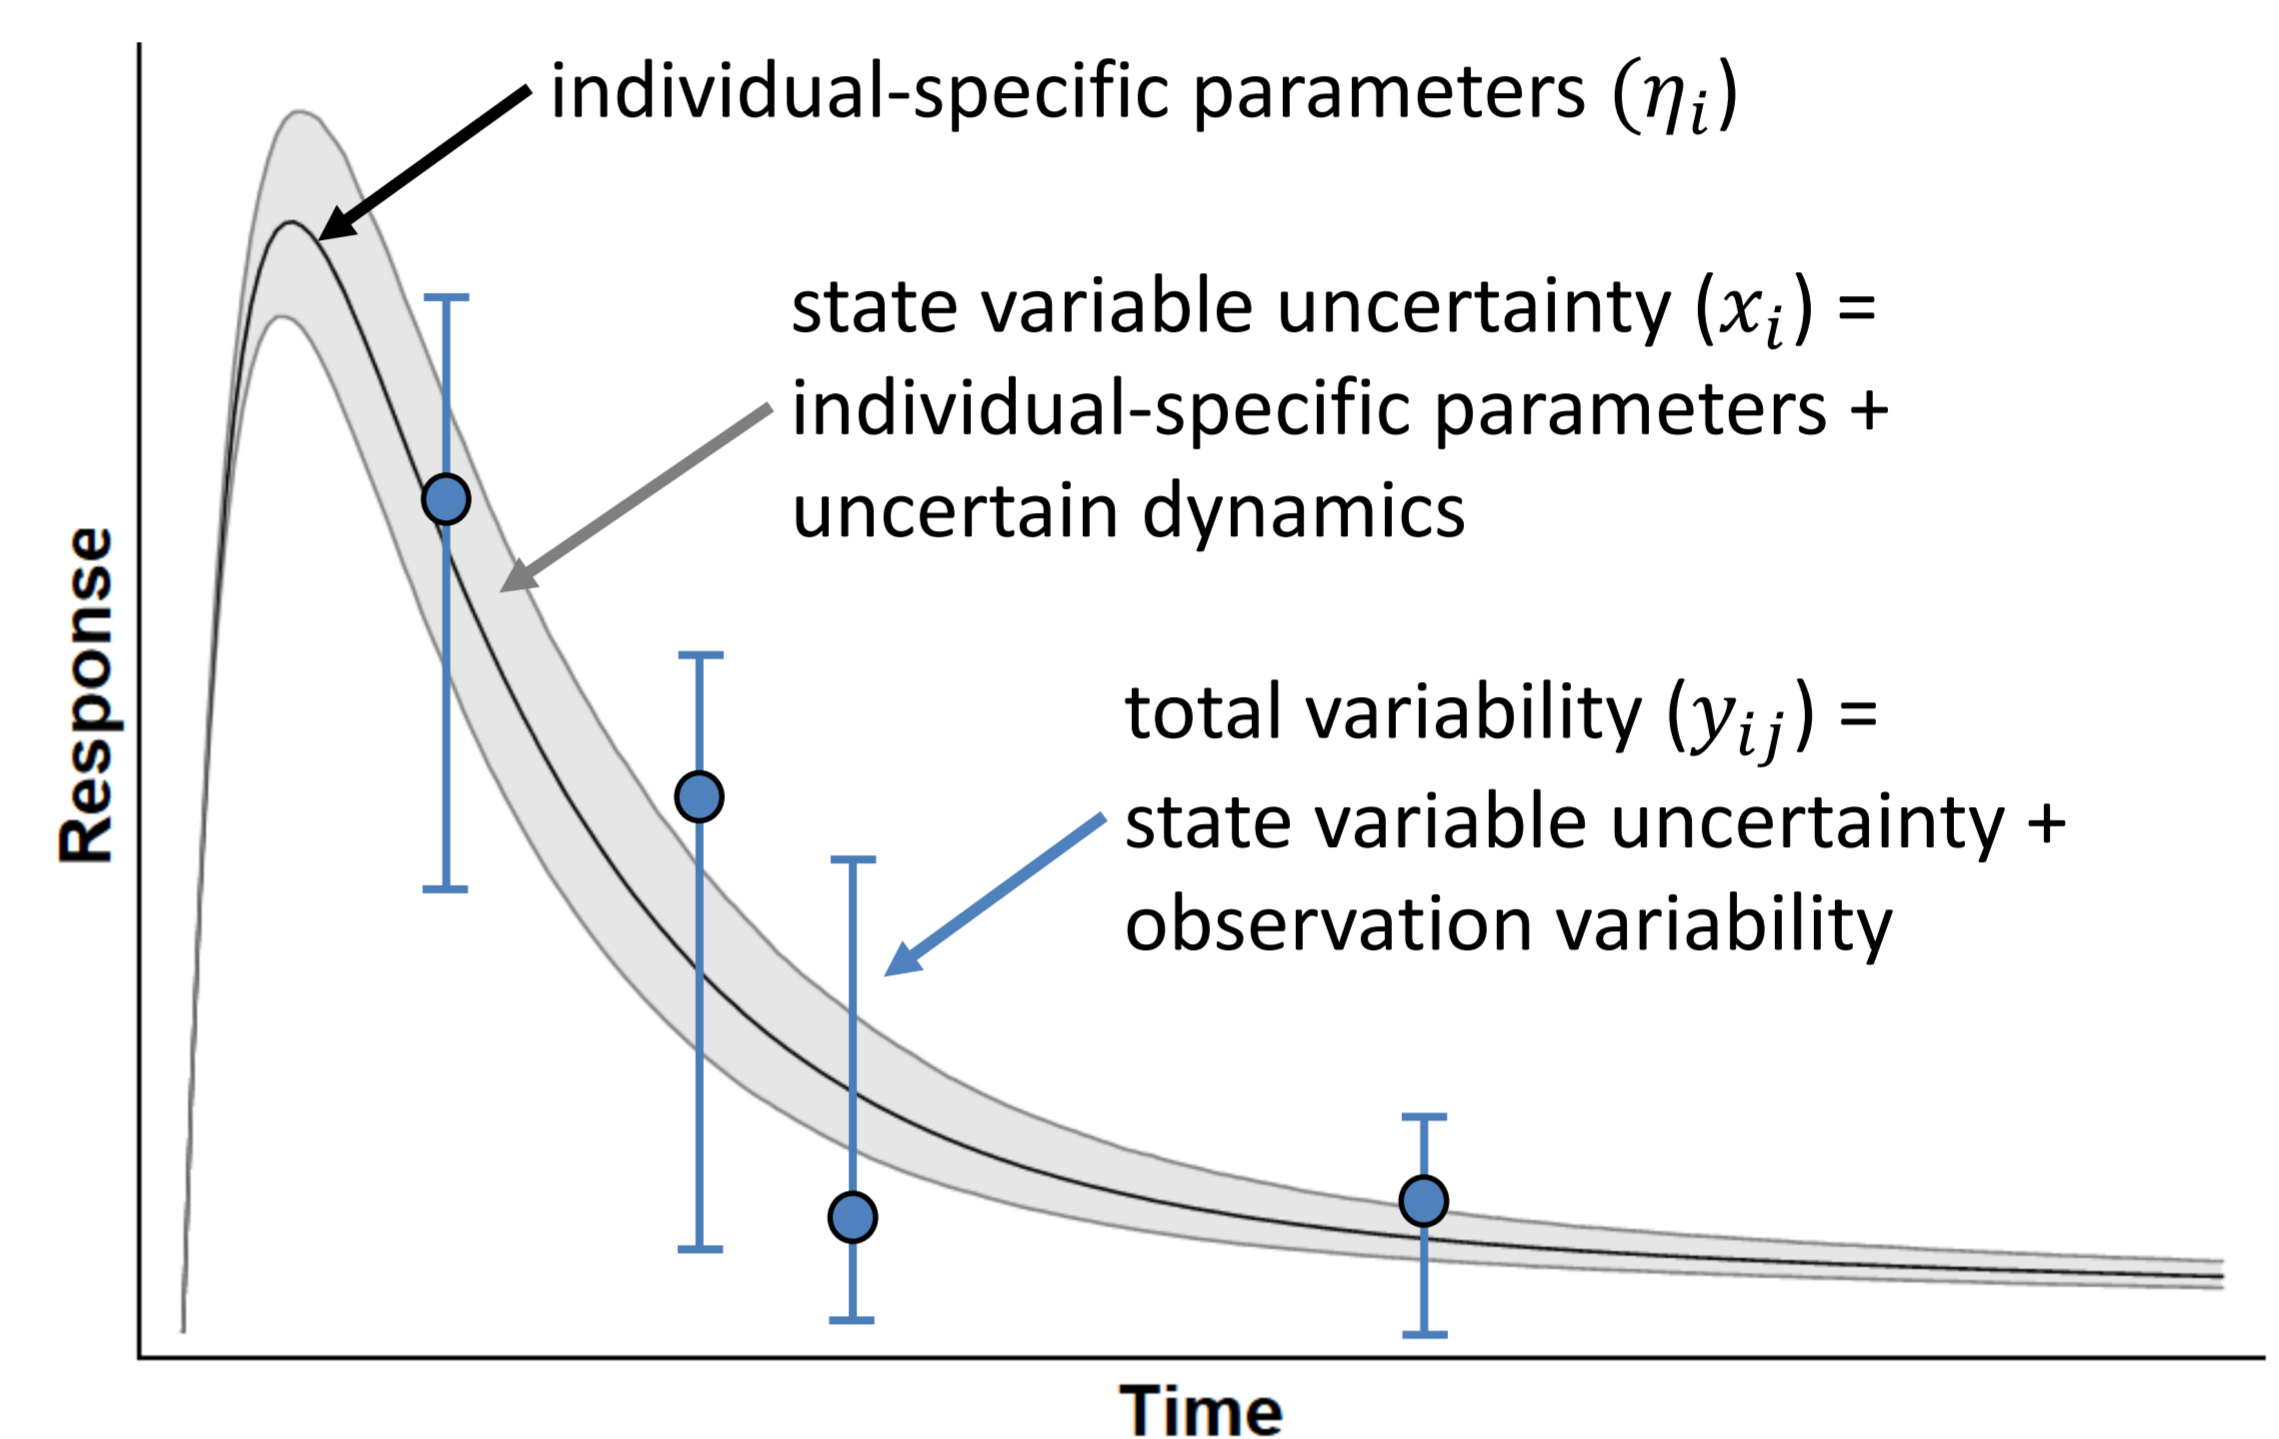 individual-specific parameters (ηᵢ)
state variable uncertainty (xᵢ) =
individual-specific parameters +
uncertain dynamics
total variability (yᵢⱼ) =
state variable uncertainty +
observation variability
Response
Time